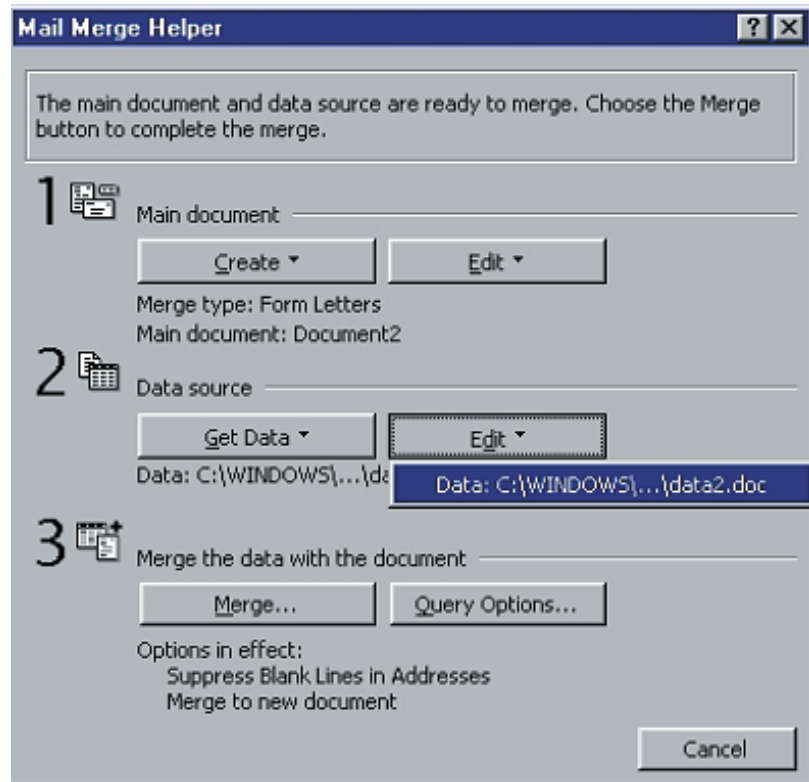 Mail Merge Helper
The main document and data source are ready to merge. Choose the Merge
button to complete the merge.
1
Main document
Create Edit
Merge type: Form Letters
Main document: Document2
2
Data source
Get Data Edit
Data: C:\WINDOWS\...\da
Data: C:\WINDOWS\...\data2.doc
3
Merge the data with the document
Merge... Query Options...
Options in effect:
Suppress Blank Lines in Addresses
Merge to new document
Cancel